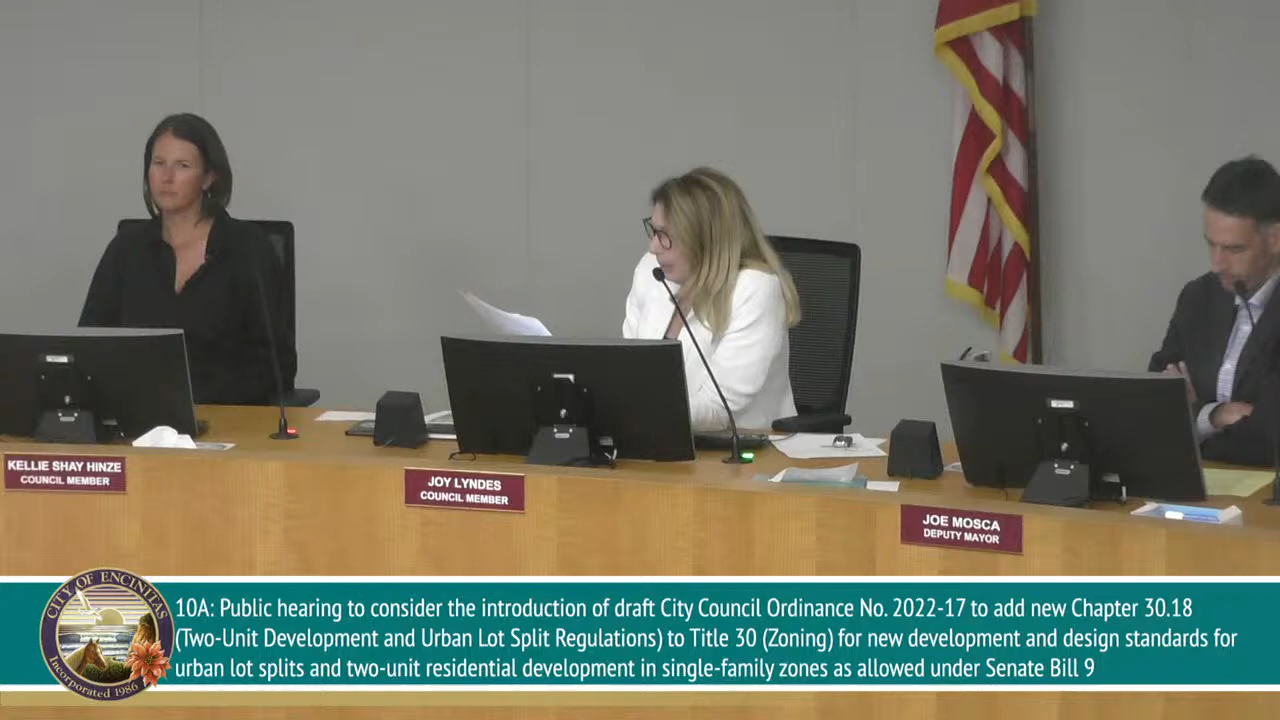 KELLIE SHAY HINZE
COUNCIL MEMBER
JOY LYNDES
COUNCIL MEMBER
JOE MOSCA
DEPUTY MAYOR
CITY OF ENCINITAS
Incorporated 1986
10A: Public hearing to consider the introduction of draft City Council Ordinance No. 2022-17 to add new Chapter 30.18
(Two-Unit Development and Urban Lot Split Regulations) to Title 30 (Zoning) for new development and design standards for
urban lot splits and two-unit residential development in single-family zones as allowed under Senate Bill 9